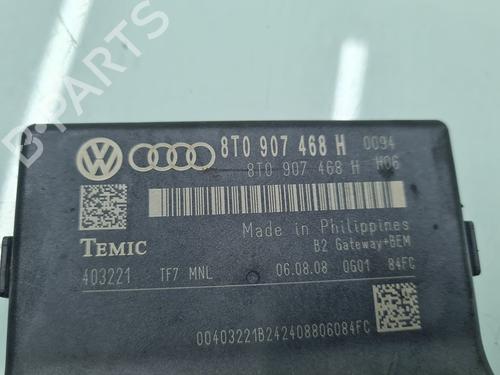 8T0 907 468 H 0094
8T0 907 468 H H06
Made in Philippines
TEMIC
B2 Gateway+BEM
403221 TF7 MNL 06.08.08 0G01 84FC
00403221B242408806084FC
B-PARTS